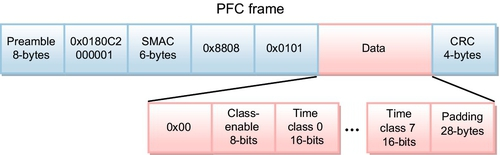 PFC frame
Preamble
8-bytes
0x0180C2
000001
SMAC
6-bytes
0x8808
0x0101
Data
CRC
4-bytes
0x00
Class-
enable
8-bits
Time
class 0
16-bits
...
Time
class 7
16-bits
Padding
28-bytes